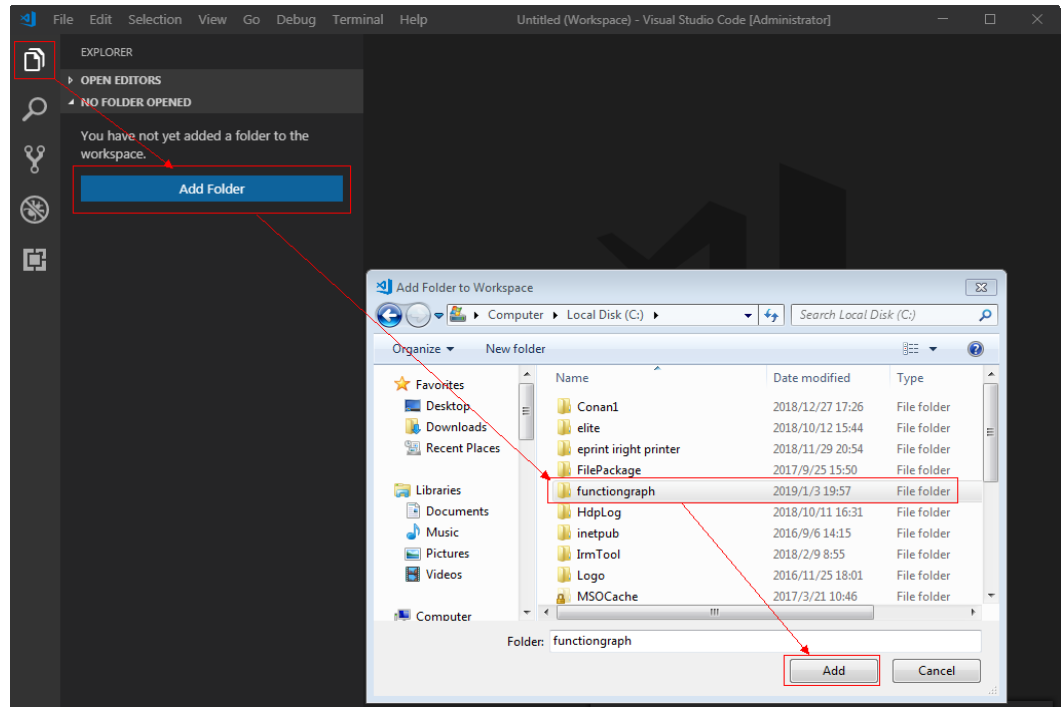 File Edit Selection View Go Debug Terminal Help Untitled (Workspace) - Visual Studio Code [Administrator]
EXPLORER
OPEN EDITORS
NO FOLDER OPENED
You have not yet added a folder to the
workspace.
Add Folder
Add Folder to Workspace
Computer Local Disk (C:) Search Local Disk (C:)
Organize New folder
Favorites
Desktop
Downloads
Recent Places
Libraries
Documents
Music
Pictures
Videos
Computer
Name Date modified Type
Conan1 2018/12/27 17:26 File folder
elite 2018/10/12 15:44 File folder
eprint iright printer 2018/11/29 20:54 File folder
FilePackage 2017/9/25 15:50 File folder
functiongraph 2019/1/3 19:57 File folder
HdpLog 2018/10/11 16:31 File folder
inetpub 2016/9/6 14:15 File folder
IrmTool 2018/2/9 8:55 File folder
Logo 2016/11/25 18:01 File folder
MSOCache 2017/3/21 10:46 File folder
Folder: functiongraph
Add Cancel